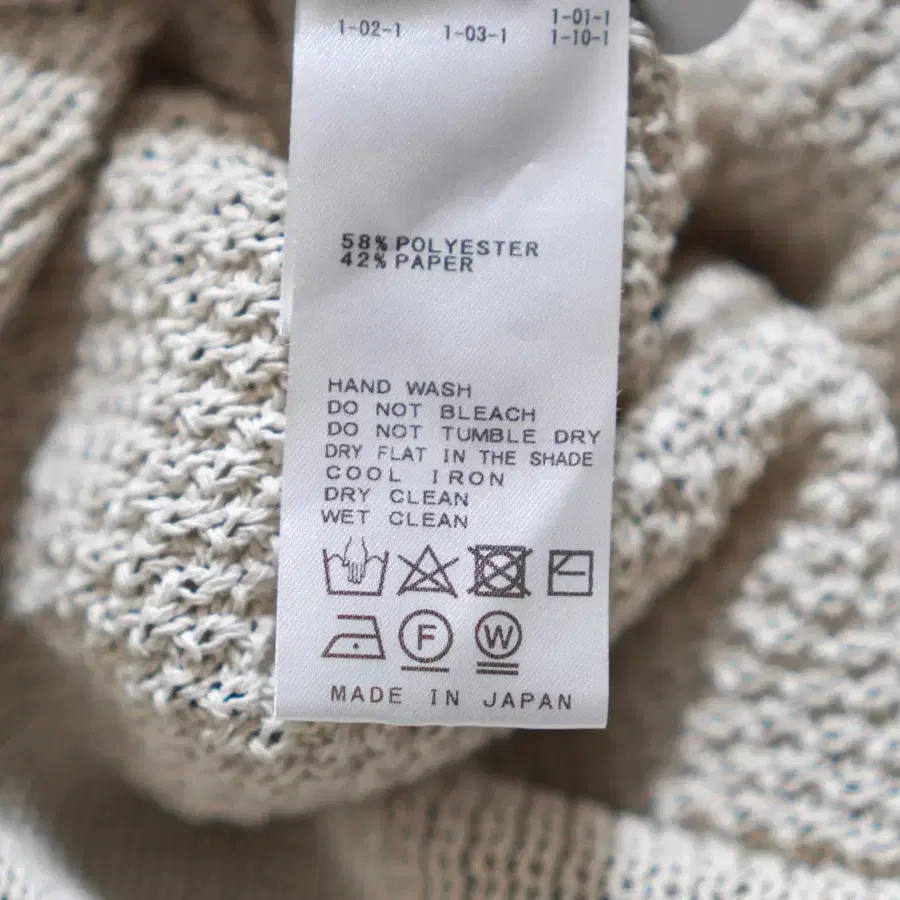 1-02-1 1-03-1 1-01-1
1-10-1
58% POLYESTER
42% PAPER
HAND WASH
DO NOT BLEACH
DO NOT TUMBLE DRY
DRY FLAT IN THE SHADE
COOL IRON
DRY CLEAN
WET CLEAN
F W
MADE IN JAPAN